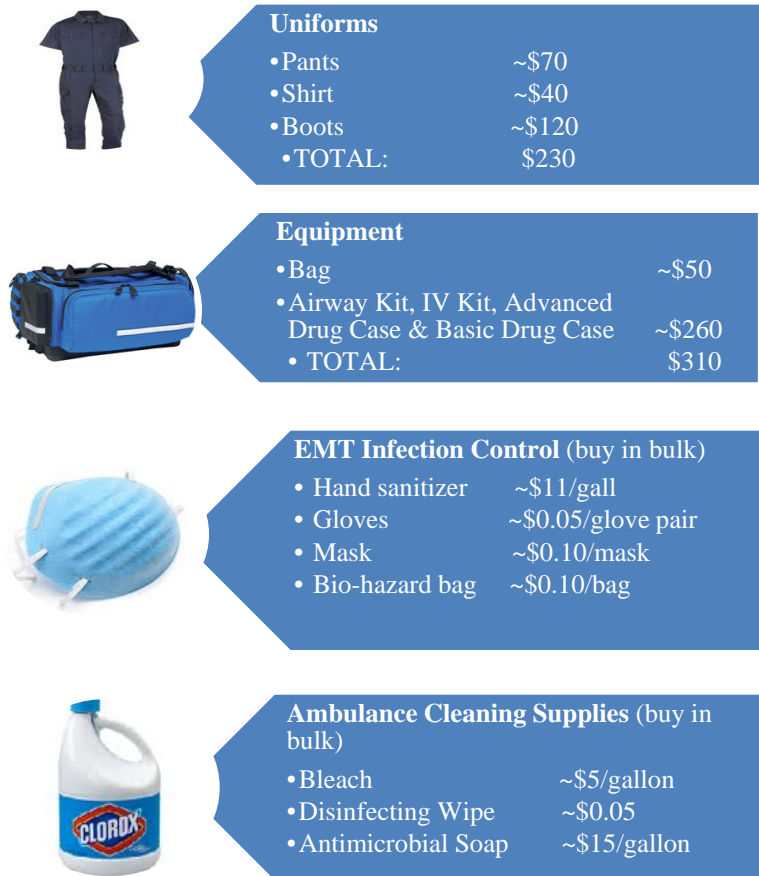 Uniforms
•Pants ~$70
•Shirt ~$40
•Boots ~$120
•TOTAL: $230
Equipment
•Bag ~$50
•Airway Kit, IV Kit, Advanced
Drug Case & Basic Drug Case ~$260
• TOTAL: $310
EMT Infection Control (buy in bulk)
• Hand sanitizer ~$11/gall
• Gloves ~$0.05/glove pair
• Mask ~$0.10/mask
• Bio-hazard bag ~$0.10/bag
Ambulance Cleaning Supplies (buy in
bulk)
•Bleach ~$5/gallon
•Disinfecting Wipe ~$0.05
•Antimicrobial Soap ~$15/gallon
CLOROX